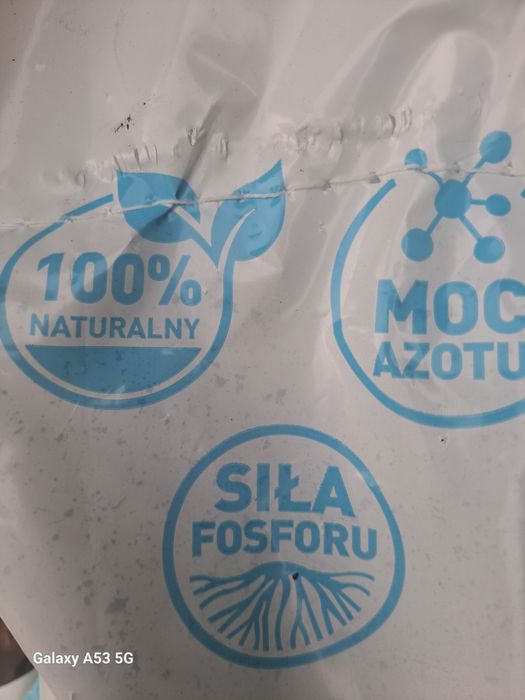 100%
NATURALNY
MOC
AZOTU
SIŁA
FOSFORU
Galaxy A53 5G